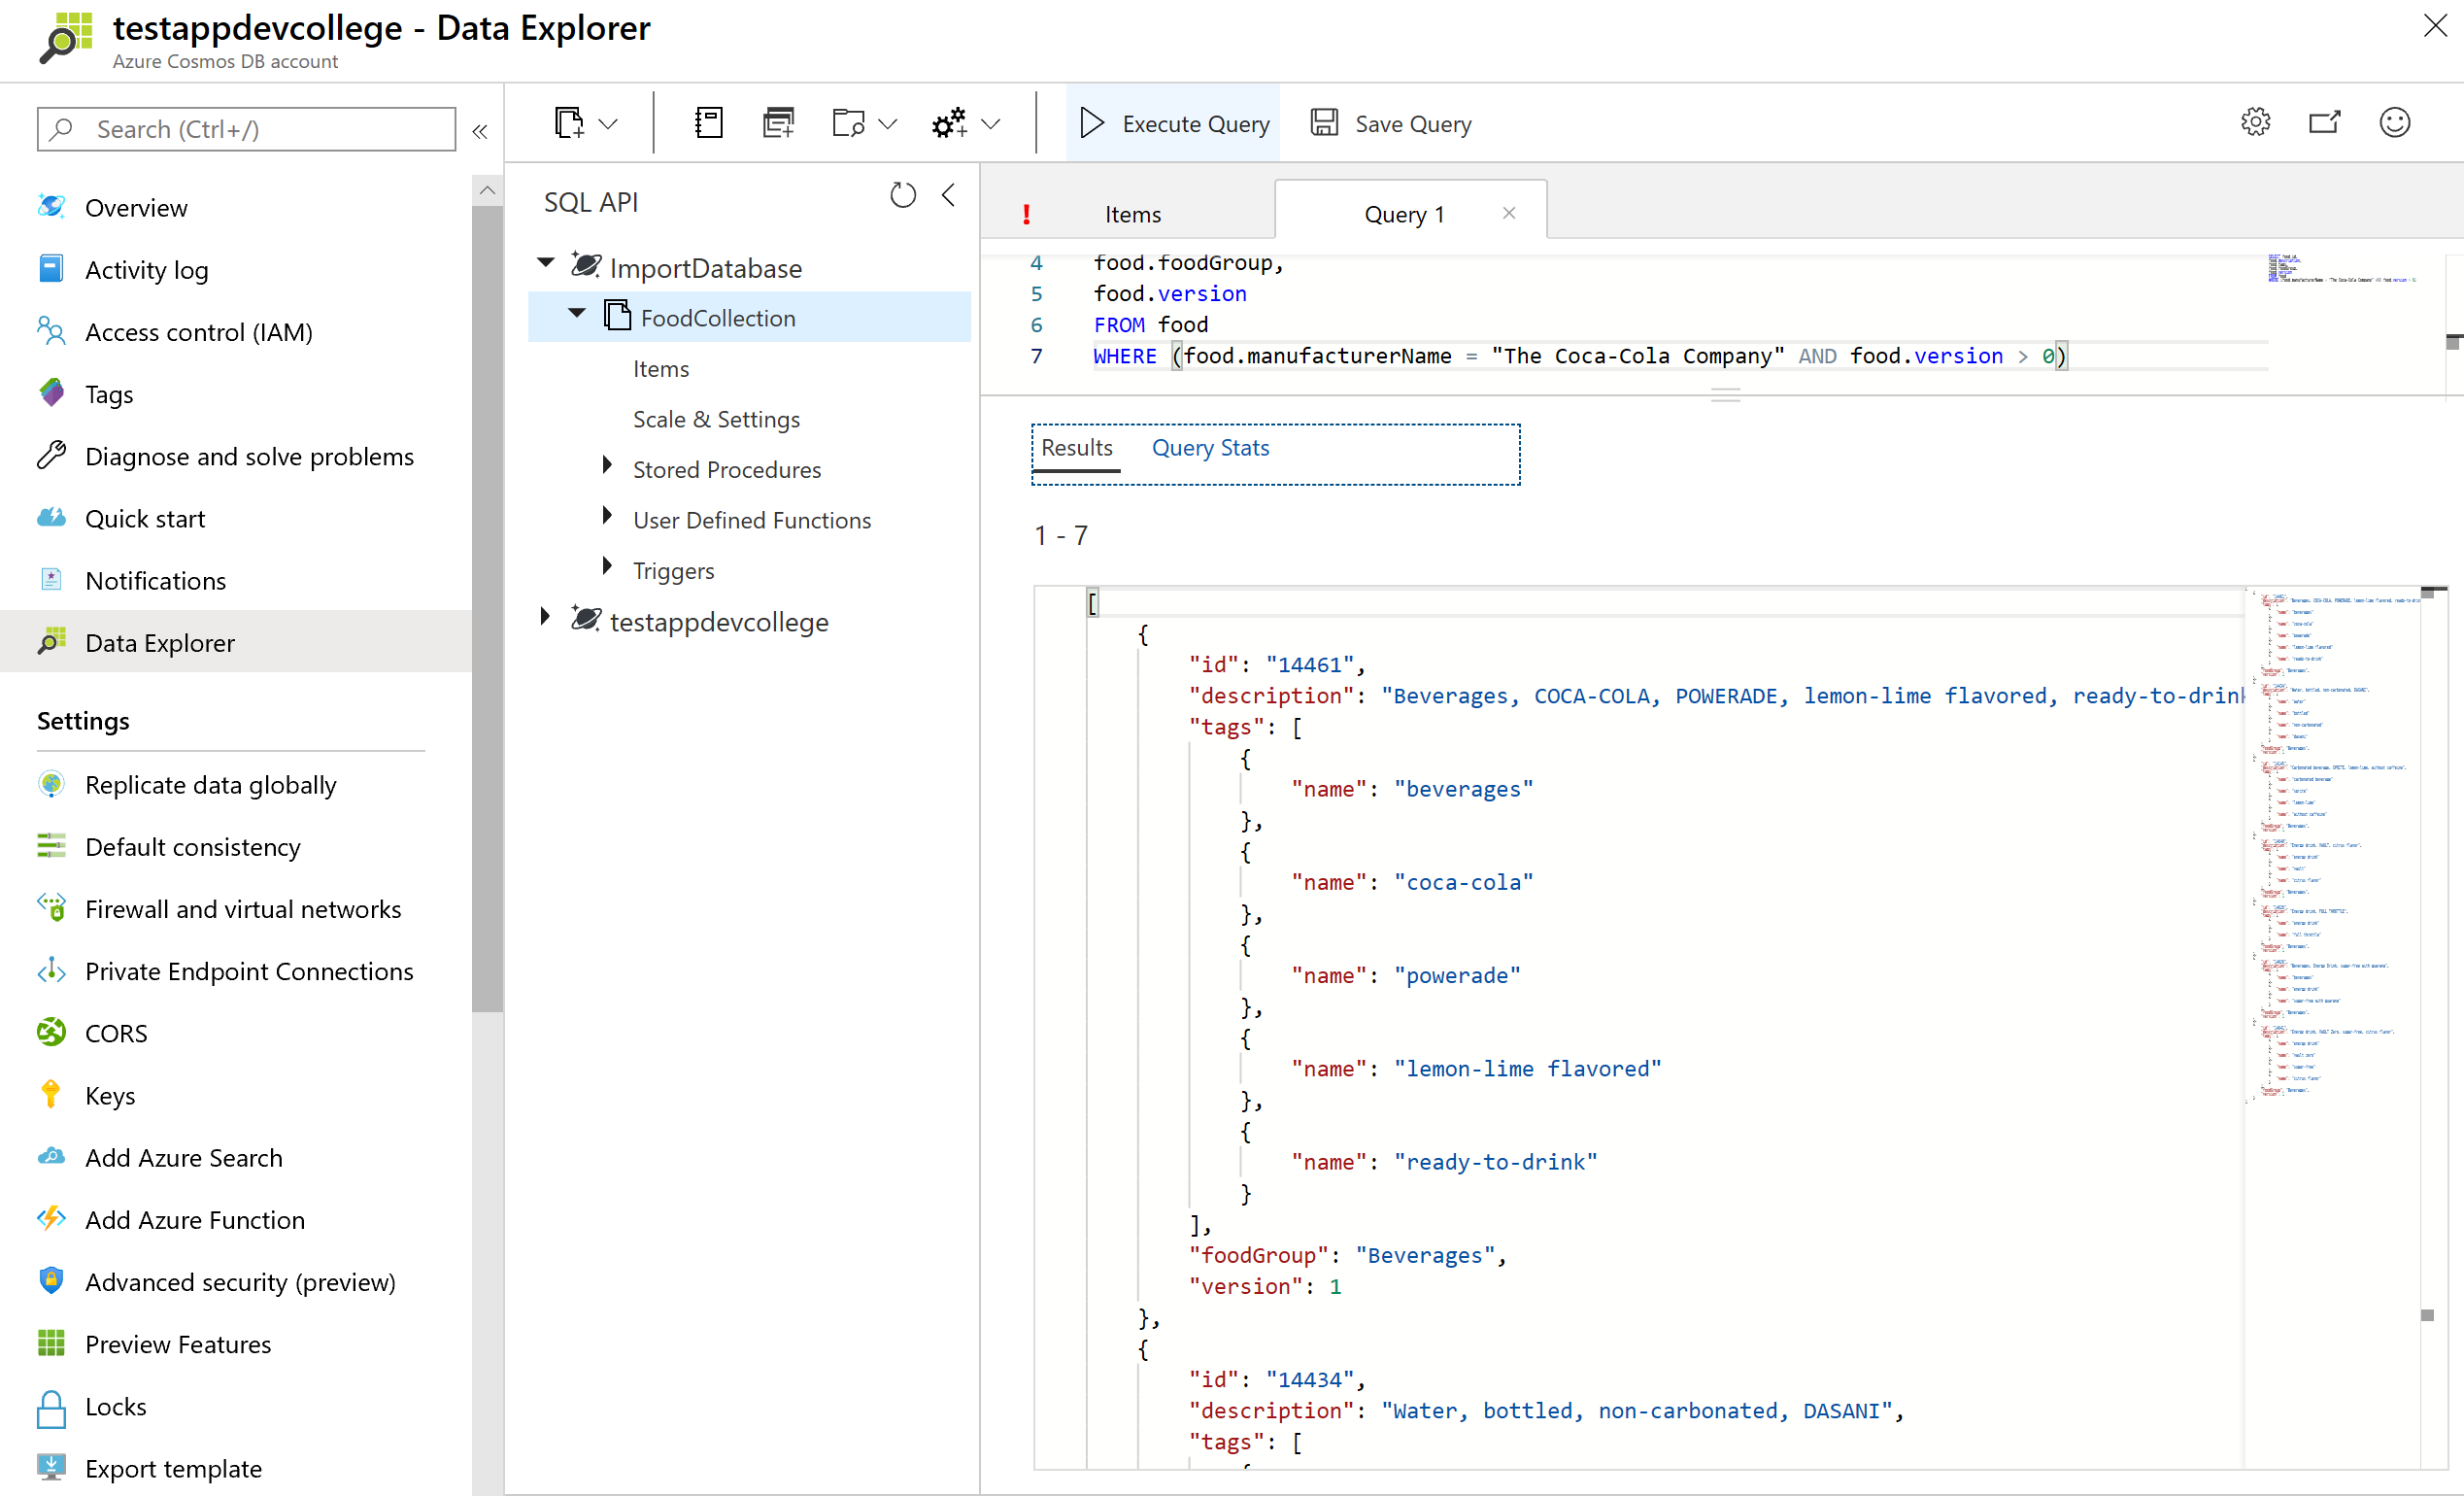 testappdevcollege - Data Explorer
Azure Cosmos DB account
Search (Ctrl+/)
«
Overview
Activity log
Access control (IAM)
Tags
Diagnose and solve problems
Quick start
Notifications
Data Explorer
Settings
Replicate data globally
Default consistency
Firewall and virtual networks
Private Endpoint Connections
CORS
Keys
Add Azure Search
Add Azure Function
Advanced security (preview)
Preview Features
Locks
Export template
Execute Query
Save Query
SQL API
ImportDatabase
FoodCollection
Items
Scale & Settings
Stored Procedures
User Defined Functions
Triggers
testappdevcollege
! Items
Query 1
4 food.foodGroup,
5 food.version
6 FROM food
7 WHERE (food.manufacturerName = "The Coca-Cola Company" AND food.version > 0)
Results Query Stats
1 - 7
[
{
"id": "14461",
"description": "Beverages, COCA-COLA, POWERADE, lemon-lime flavored, ready-to-drink
"tags": [
{
"name": "beverages"
},
{
"name": "coca-cola"
},
{
"name": "powerade"
},
{
"name": "lemon-lime flavored"
},
{
"name": "ready-to-drink"
}
],
"foodGroup": "Beverages",
"version": 1
},
{
"id": "14434",
"description": "Water, bottled, non-carbonated, DASANI",
"tags": [
{